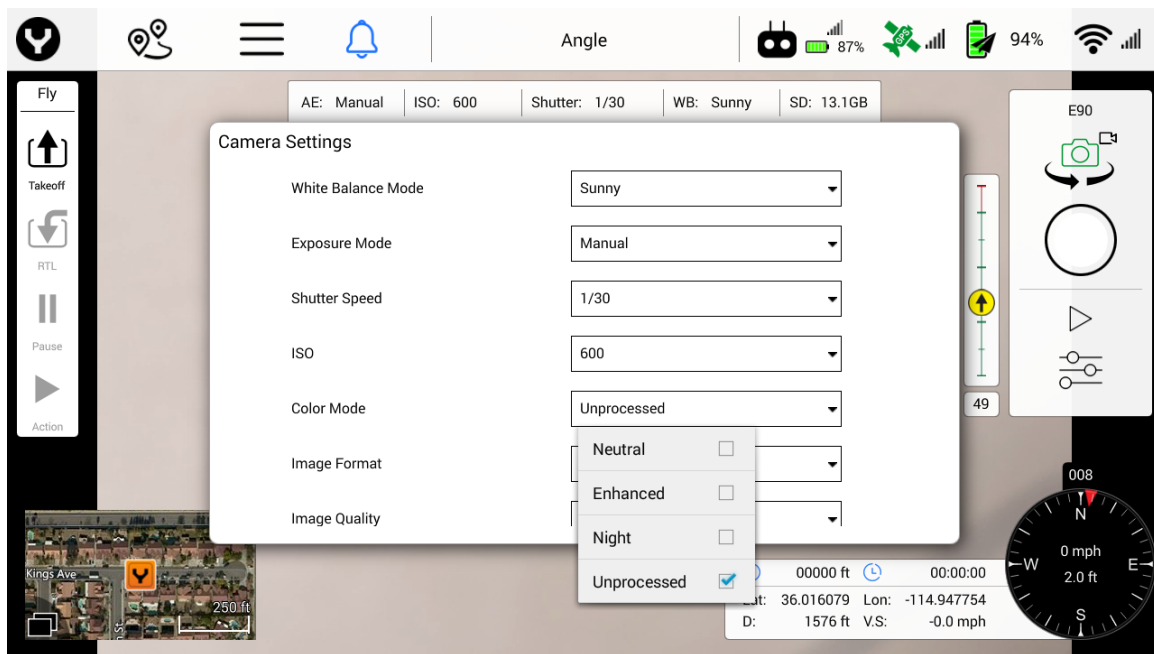 Angle
87%
GPS
94%
Fly
Takeoff
RTL
Pause
Action
AE: Manual
ISO: 600
Shutter: 1/30
WB: Sunny
SD: 13.1GB
Camera Settings
White Balance Mode
Sunny
Exposure Mode
Manual
Shutter Speed
1/30
ISO
600
Color Mode
Unprocessed
Image Format
Image Quality
Neutral
Enhanced
Night
Unprocessed
E90
49
008
N
W
E
S
0 mph
2.0 ft
Kings Ave
St.
250 ft
00000 ft
00:00:00
Lat: 36.016079 Lon: -114.947754
D: 1576 ft V.S: -0.0 mph